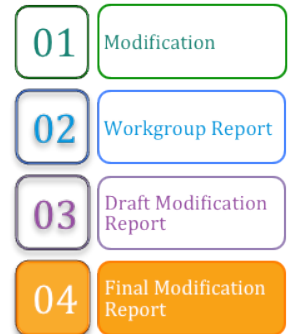 01
Modification
02
Workgroup Report
03
Draft Modification
Report
04
Final Modification
Report